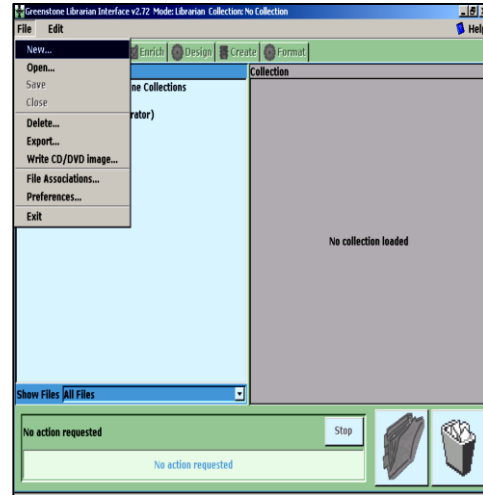 Greenstone Librarian Interface v2.72 Mode: Librarian Collection: No Collection
File Edit Help
New...
Enrich Design Create Format
Open...
Collection
Save
ne Collections
Close
rator)
Delete...
Export...
Write CD/DVD image...
File Associations...
Preferences...
Exit
No collection loaded
Show Files All Files
No action requested
Stop
No action requested